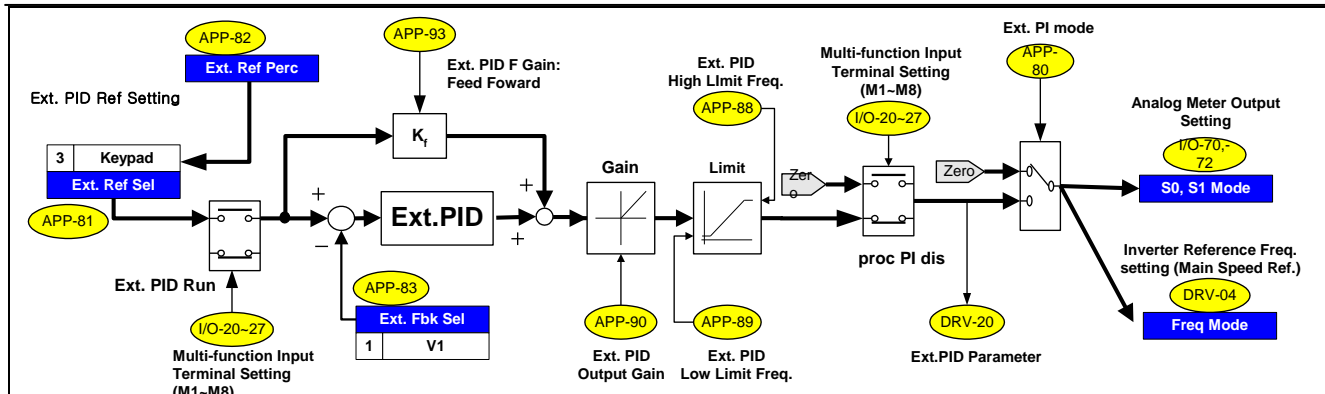 APP-82
Ext. Ref Perc
Ext. PID Ref Setting
3 Keypad
Ext. Ref Sel
APP-81
Ext. PID Run
I/O-20~27
Multi-function Input
Terminal Setting
(M1~M8)
APP-93
Ext. PID F Gain:
Feed Foward
Kf
+
−
Ext.PID
+
+
APP-83
Ext. Fbk Sel
1 V1
Gain
APP-90
Ext. PID
Output Gain
Ext. PID
High LImit Freq.
APP-88
Limit
APP-89
Ext. PID
Low Limit Freq.
Multi-function Input
Terminal Setting
(M1~M8)
I/O-20~27
Zer
o
proc PI dis
Zero
DRV-20
Ext.PID Parameter
Ext. PI mode
APP-
80
Analog Meter Output
Setting
I/O-70,-
72
S0, S1 Mode
Inverter Reference Freq.
setting (Main Speed Ref.)
DRV-04
Freq Mode